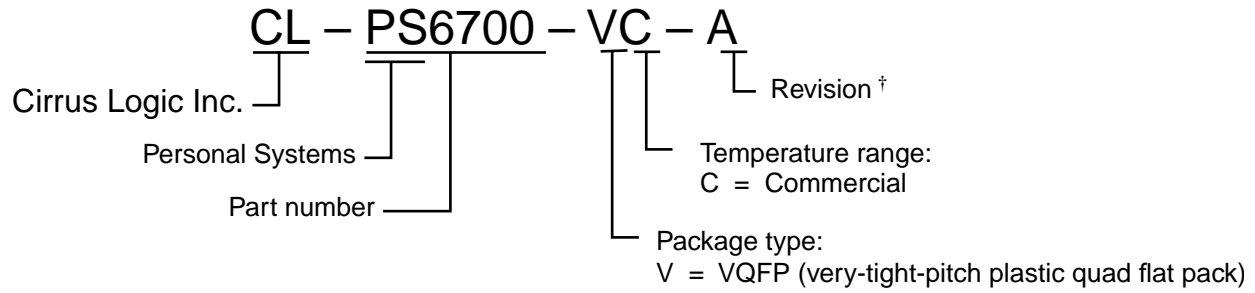 CL – PS6700 – VC – A
Cirrus Logic Inc.
Revision †
Personal Systems
Temperature range:
C = Commercial
Part number
Package type:
V = VQFP (very-tight-pitch plastic quad flat pack)